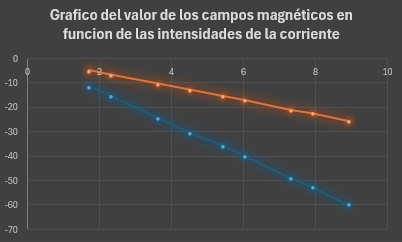 Grafico del valor de los campos magnéticos en
funcion de las intensidades de la corriente
0
0 2 4 6 8 10
-10
-20
-30
-40
-50
-60
-70